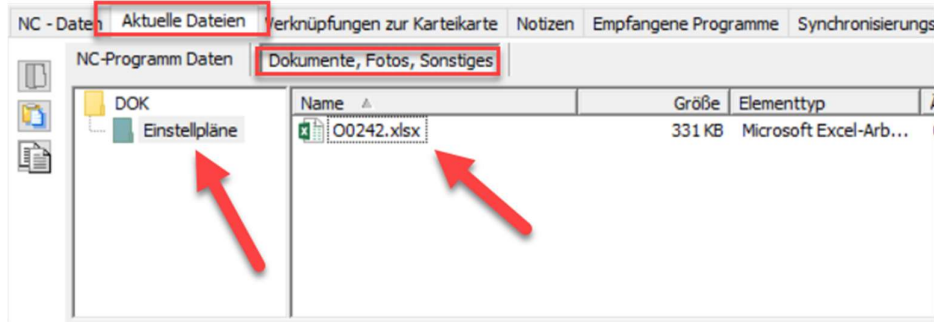 NC - Daten Aktuelle Dateien Verknüpfungen zur Karteikarte Notizen Empfangene Programme Synchronisierungs
NC-Programm Daten Dokumente, Fotos, Sonstiges
DOK Name Größe Elementtyp
Einstellpläne O0242.xlsx 331 KB Microsoft Excel-Arb...